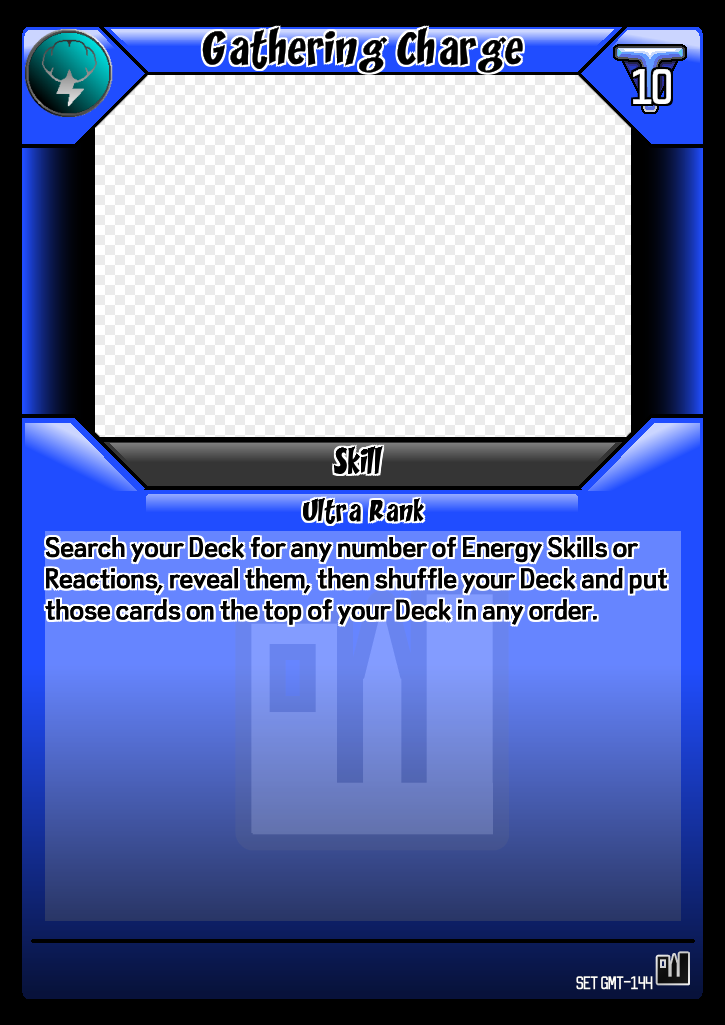 Gathering Charge
10
Skill
Ultra Rank
Search your Deck for any number of Energy Skills or
Reactions, reveal them, then shuffle your Deck and put
those cards on the top of your Deck in any order.
SET GMT-144